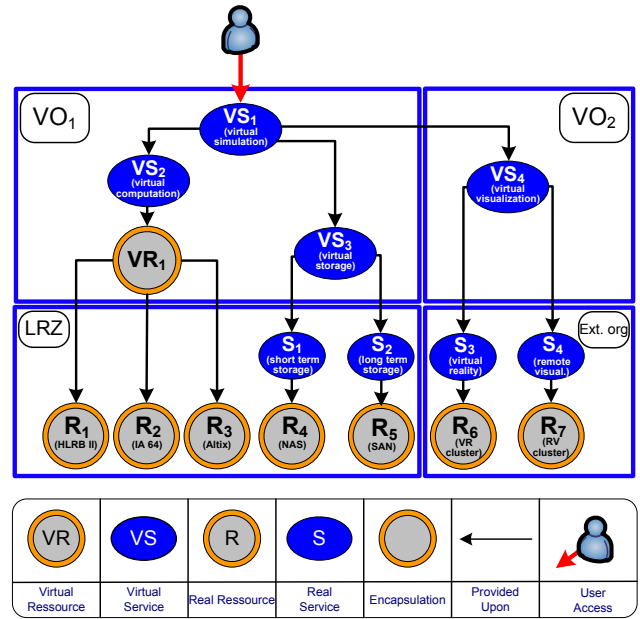 VO1
VO2
VS1
(virtual
simulation)
VS2
(virtual
computation)
VS4
(virtual
visualization)
VS3
(virtual
storage)
VR1
LRZ
Ext. org
S1
(short term
storage)
S2
(long term
storage)
S3
(virtual
reality)
S4
(remote
visual.)
R1
(HLRB II)
R2
(IA 64)
R3
(Altix)
R4
(NAS)
R5
(SAN)
R6
(VR
cluster)
R7
(RV
cluster)
VR
VS
R
S
Virtual
Ressource
Virtual
Service
Real Ressource
Real
Service
Encapsulation
Provided
Upon
User
Access